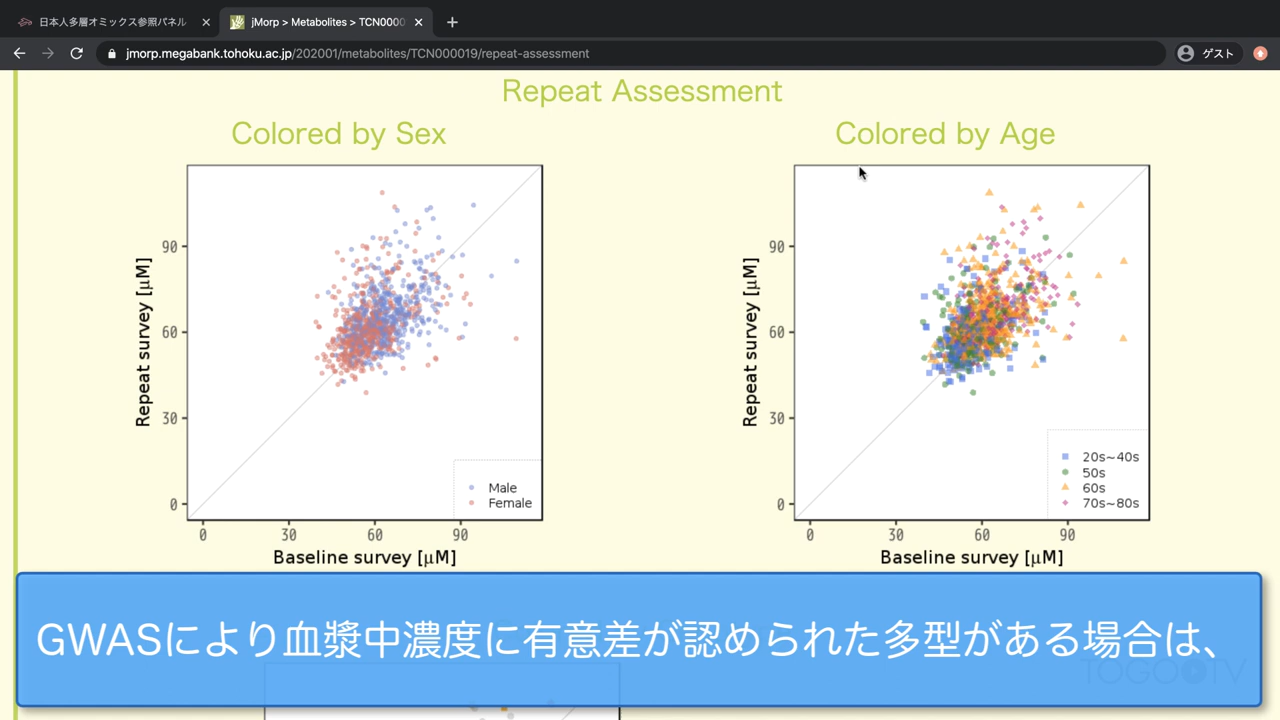 日本人多層オミックス参照パネル
jMorp > Metabolites > TCN0000
jmorp.megabank.tohoku.ac.jp/202001/metabolites/TCN000019/repeat-assessment
ゲスト
Repeat Assessment
Colored by Sex
Repeat survey [μM]
90
60
30
0
Male
Female
0 30 60 90
Baseline survey [μM]
Colored by Age
Repeat survey [μM]
90
60
30
0
20s~40s
50s
60s
70s~80s
0 30 60 90
Baseline survey [μM]
GWASにより血漿中濃度に有意差が認められた多型がある場合は、
TOGO TV